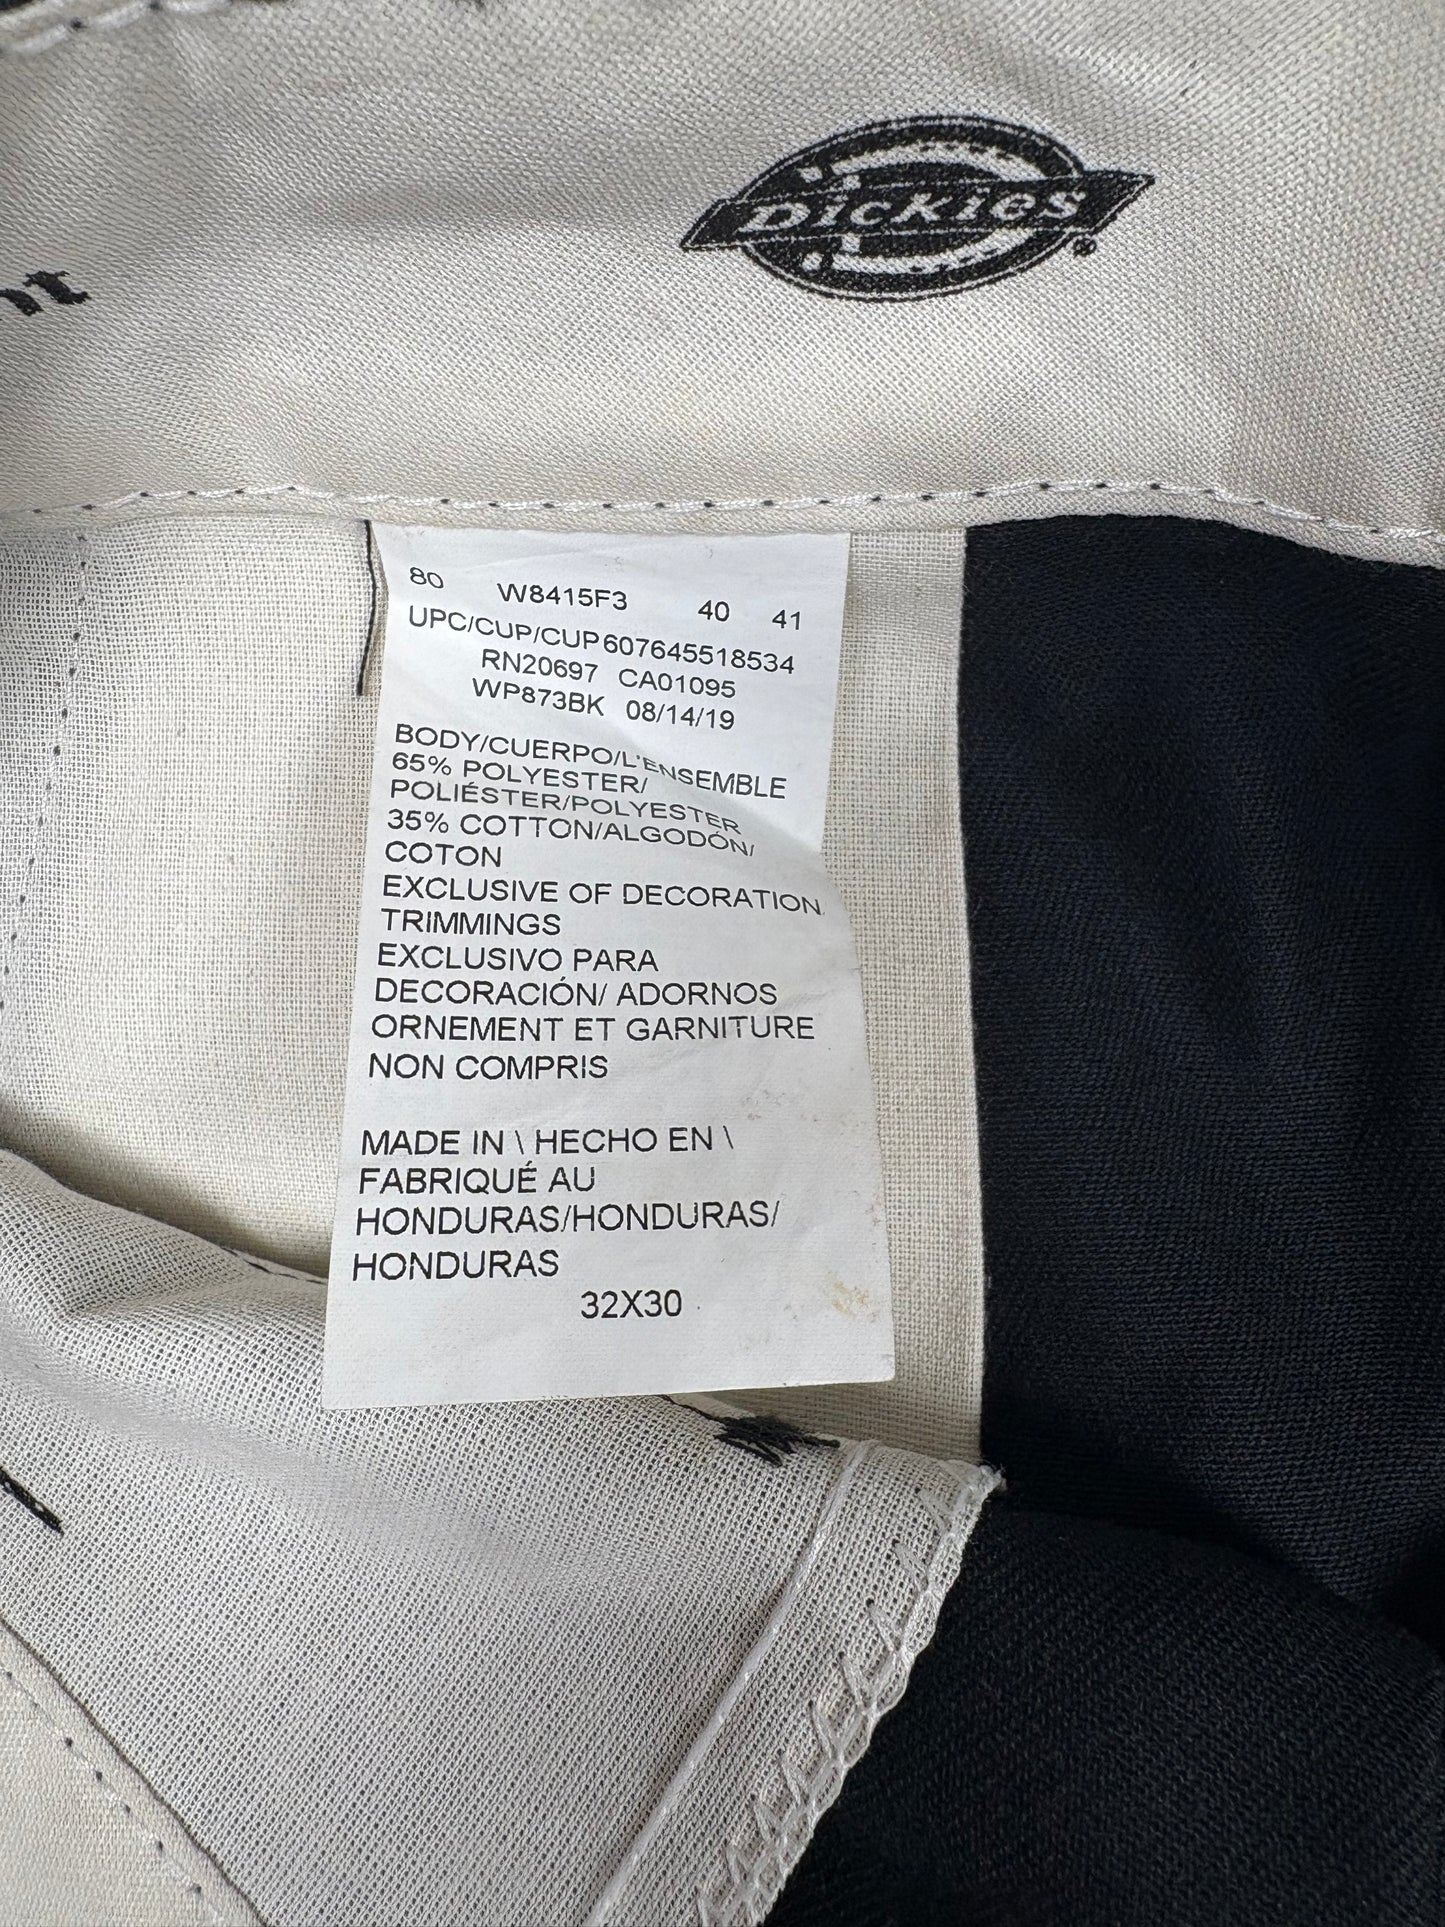 Dickies®
80 W8415F3 40 41
UPC/CUP/CUP607645518534
RN20697 CA01095
WP873BK 08/14/19
BODY/CUERPO/L'ENSEMBLE
65% POLYESTER/
POLIÉSTER/POLYESTER
35% COTTON/ALGODÓN/
COTON
EXCLUSIVE OF DECORATION
TRIMMINGS
EXCLUSIVO PARA
DECORACIÓN/ ADORNOS
ORNEMENT ET GARNITURE
NON COMPRIS
MADE IN \ HECHO EN \
FABRIQUÉ AU
HONDURAS/HONDURAS/
HONDURAS
32X30